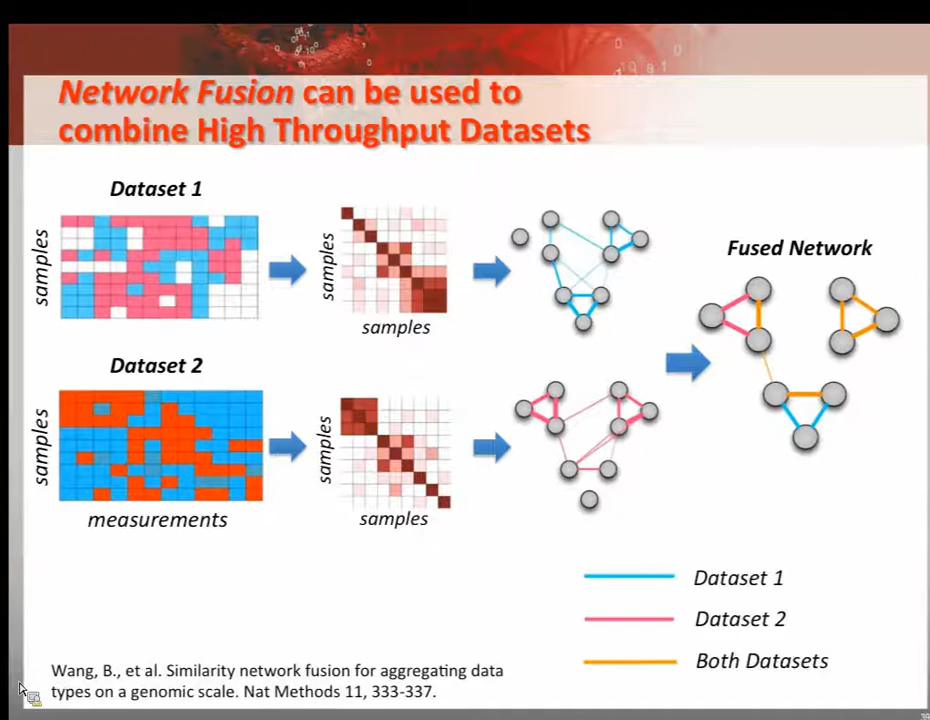 Network Fusion can be used to
combine High Throughput Datasets
Dataset 1
samples
samples
samples
Dataset 2
samples
measurements
samples
samples
Fused Network
Dataset 1
Dataset 2
Both Datasets
Wang, B., et al. Similarity network fusion for aggregating data
types on a genomic scale. Nat Methods 11, 333-337.